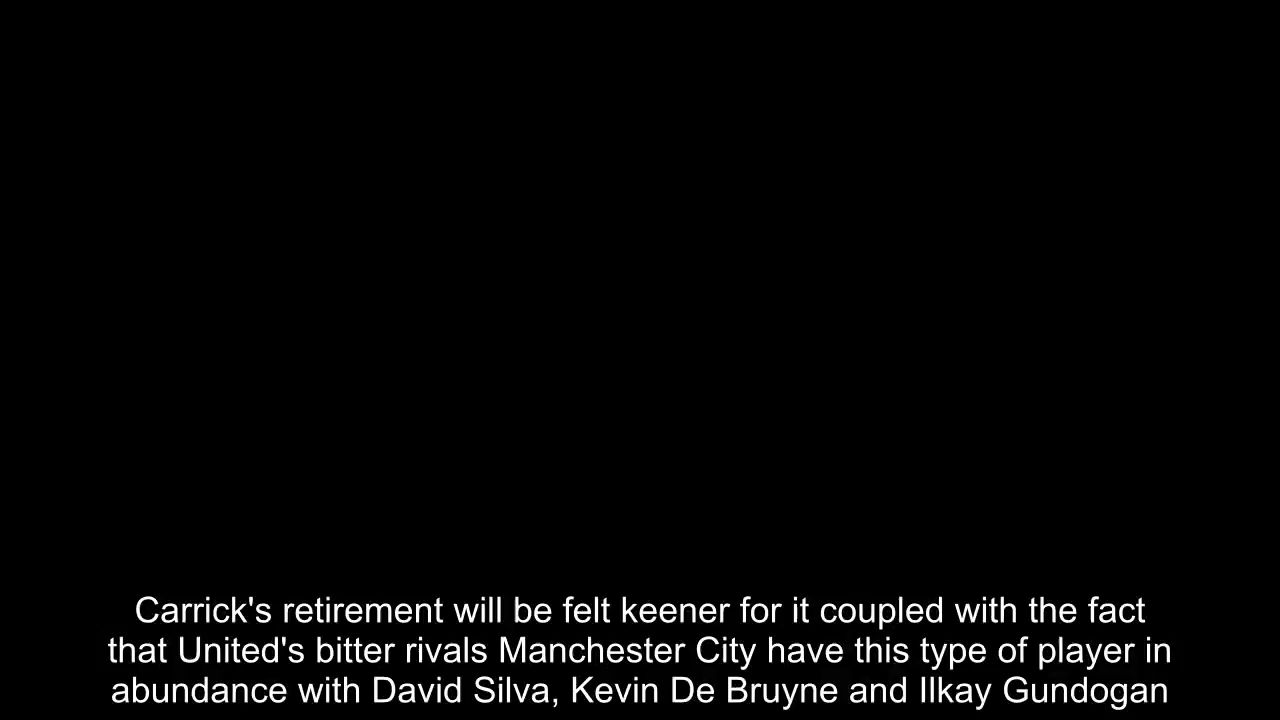 Carrick's retirement will be felt keener for it coupled with the fact
that United's bitter rivals Manchester City have this type of player in
abundance with David Silva, Kevin De Bruyne and Ilkay Gundogan